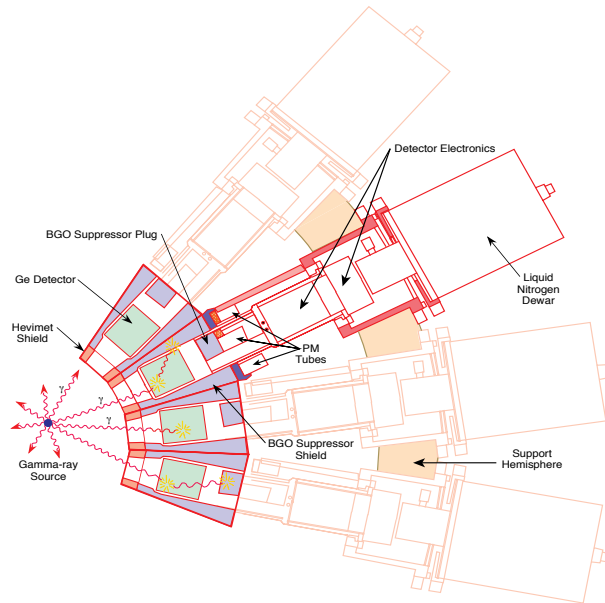 Detector Electronics
BGO Suppressor Plug
Ge Detector
Liquid
Nitrogen
Dewar
Hevimet
Shield
PM
Tubes
γ
γ
γ
BGO Suppressor
Shield
Gamma-ray
Source
Support
Hemisphere